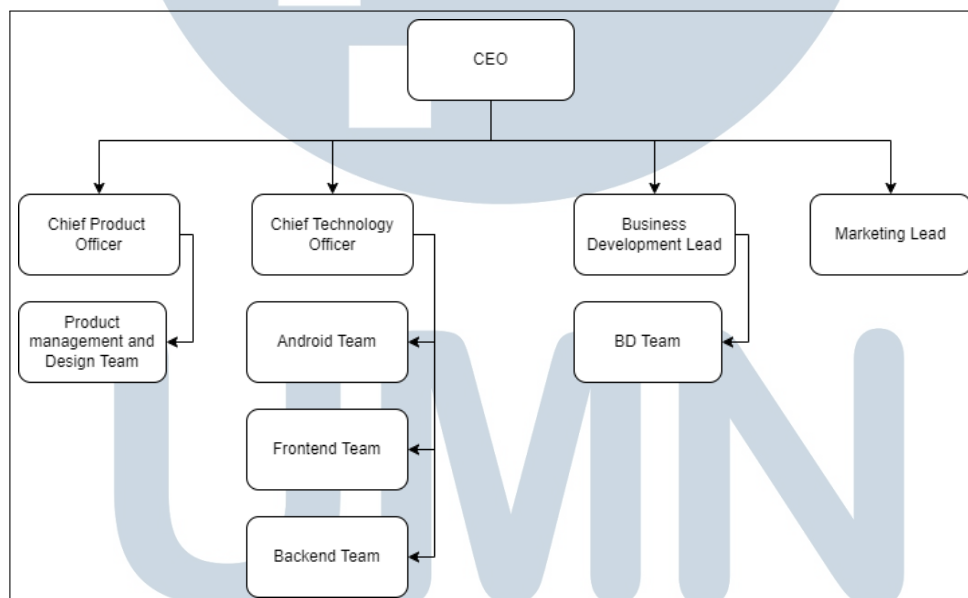 CEO
Chief Product
Officer
Chief Technology
Officer
Business
Development Lead
Marketing Lead
Product
management and
Design Team
Android Team
BD Team
Frontend Team
Backend Team
UMN